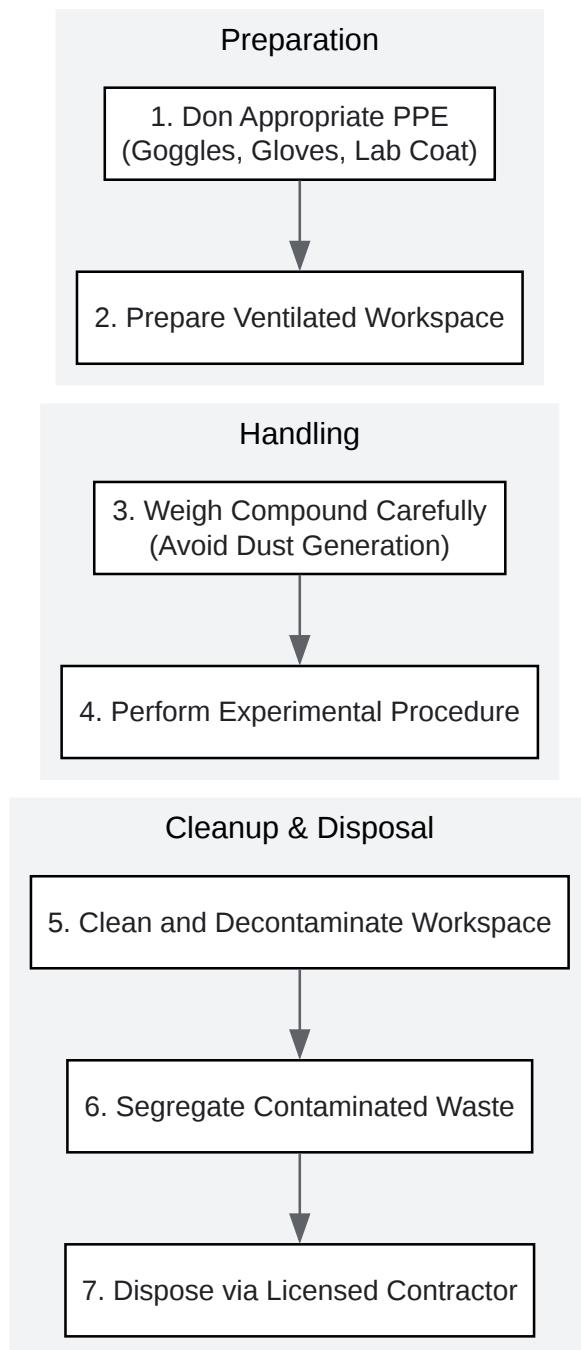 Preparation
1. Don Appropriate PPE
(Goggles, Gloves, Lab Coat)
2. Prepare Ventilated Workspace
Handling
3. Weigh Compound Carefully
(Avoid Dust Generation)
4. Perform Experimental Procedure
Cleanup & Disposal
5. Clean and Decontaminate Workspace
6. Segregate Contaminated Waste
7. Dispose via Licensed Contractor